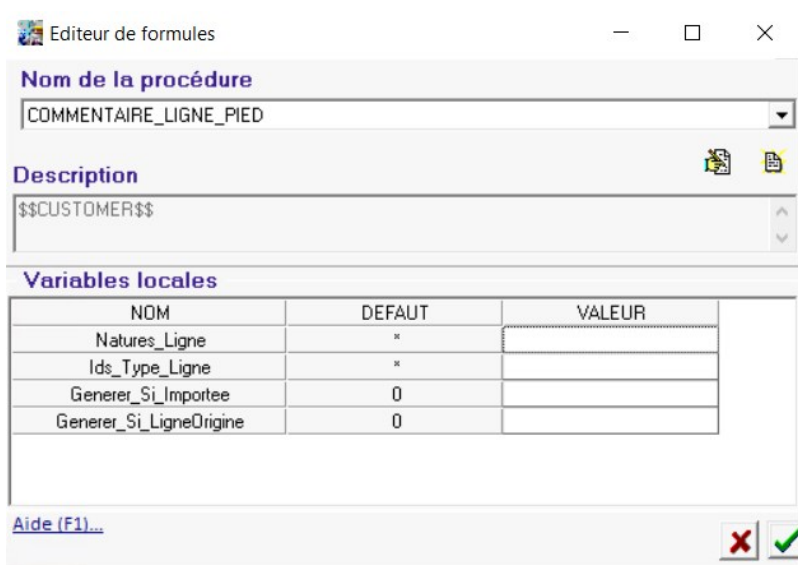 Editeur de formules
Nom de la procédure
COMMENTAIRE_LIGNE_PIED
Description
$$CUSTOMER$$
Variables locales
NOM DEFAUT VALEUR
Natures_Ligne *
Ids_Type_Ligne *
Generer_Si_Importee 0
Generer_Si_LigneOrigine 0
Aide (F1)...